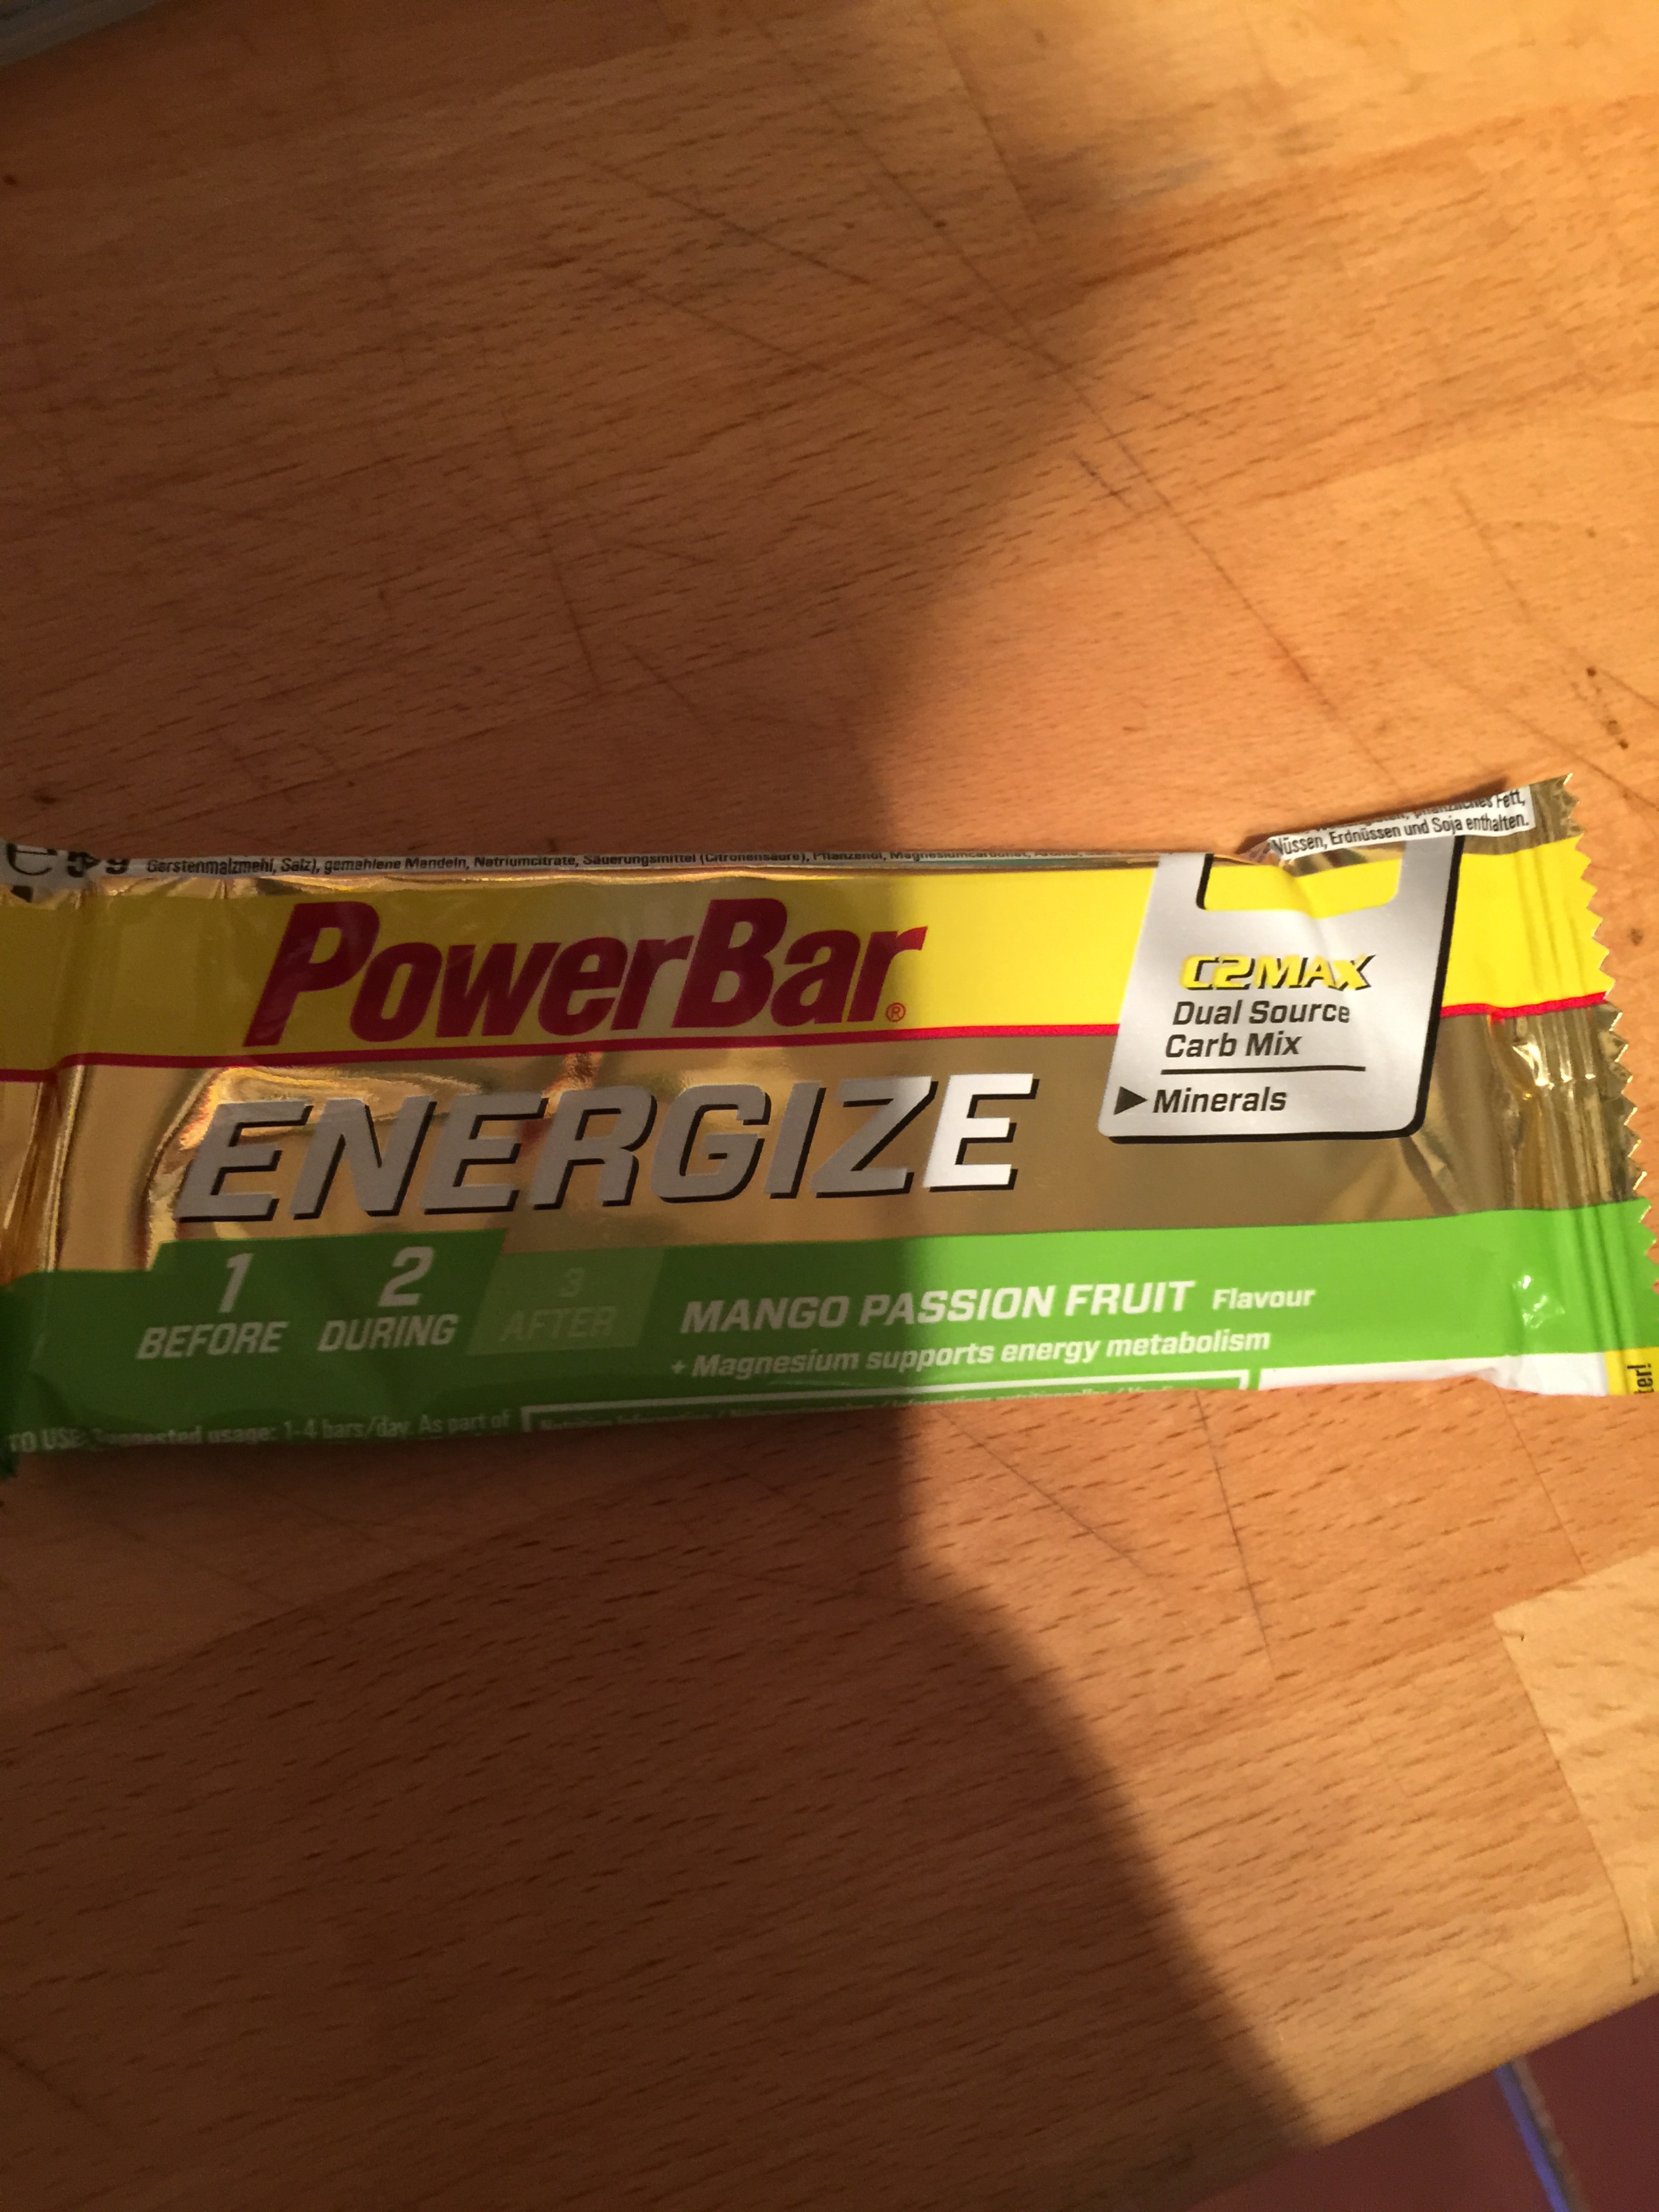 Nüssen, Erdnüssen und Soja enthalten.
Gerstenmalzmehl, Salz), gemahlene Mandeln, Natriumcitrate, Säuerungsmittel (Citronensäure), Pflanzenöl,
PowerBar®
ENERGIZE
C2MAX
Dual Source
Carb Mix
Minerals
1 2 3
BEFORE DURING AFTER
MANGO PASSION FRUIT Flavour
+ Magnesium supports energy metabolism
TO USE: Suggested usage: 1-4 bars/day. As part of